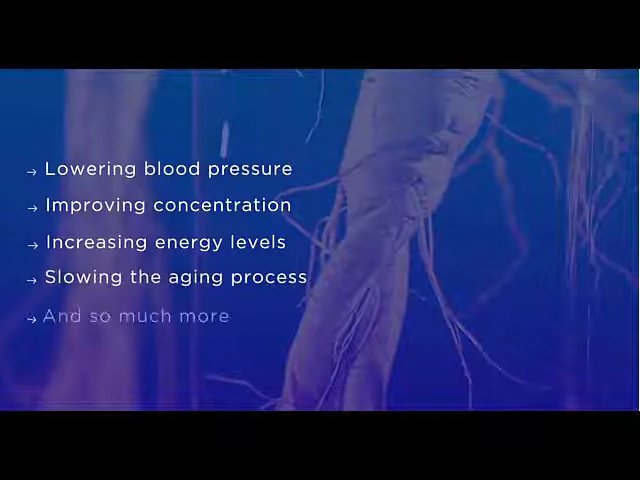 → Lowering blood pressure
→ Improving concentration
→ Increasing energy levels
→ Slowing the aging process
→ And so much more